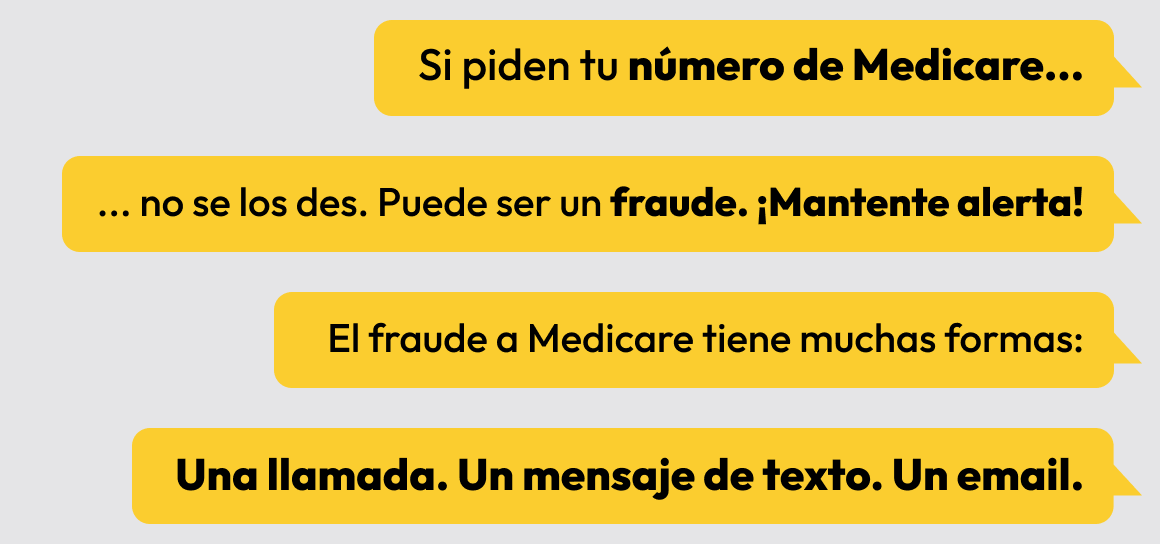 Si piden tu número de Medicare...
... no se los des. Puede ser un fraude. ¡Mantente alerta!
El fraude a Medicare tiene muchas formas:
Una llamada. Un mensaje de texto. Un email.